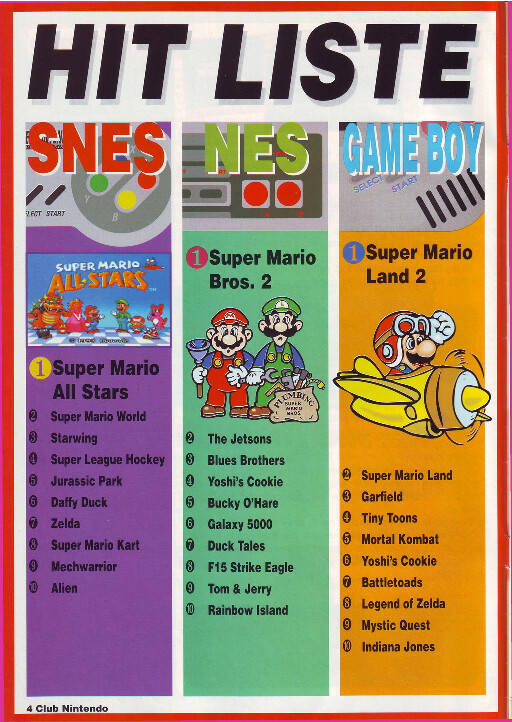 HIT LISTE
SNES
SELECT START
Y
B
SUPER MARIO
ALL-STARS
1 Super Mario
All Stars
2 Super Mario World
3 Starwing
4 Super League Hockey
5 Jurassic Park
6 Daffy Duck
7 Zelda
8 Super Mario Kart
9 Mechwarrior
10 Alien
NES
1 Super Mario
Bros. 2
PLUMBING
SUPER
MARIO
BROS.
2 The Jetsons
3 Blues Brothers
4 Yoshi's Cookie
5 Bucky O'Hare
6 Galaxy 5000
7 Duck Tales
8 F15 Strike Eagle
9 Tom & Jerry
10 Rainbow Island
GAME BOY
SELECT START
1 Super Mario
Land 2
2 Super Mario Land
3 Garfield
4 Tiny Toons
5 Mortal Kombat
6 Yoshi's Cookie
7 Battletoads
8 Legend of Zelda
9 Mystic Quest
10 Indiana Jones
4 Club Nintendo